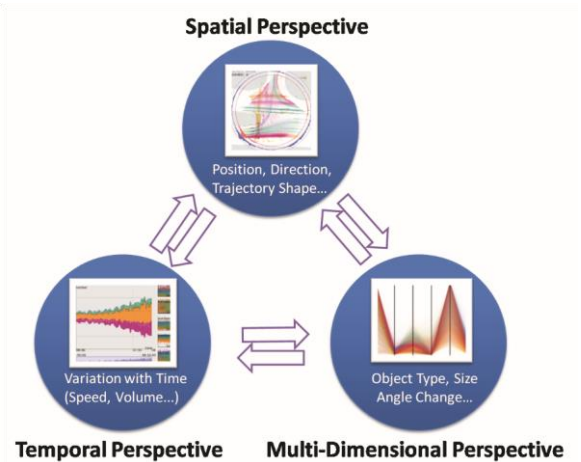 Spatial Perspective
Position, Direction,
Trajectory Shape...
Variation with Time
(Speed, Volume...)
Object Type, Size
Angle Change...
Temporal Perspective
Multi-Dimensional Perspective